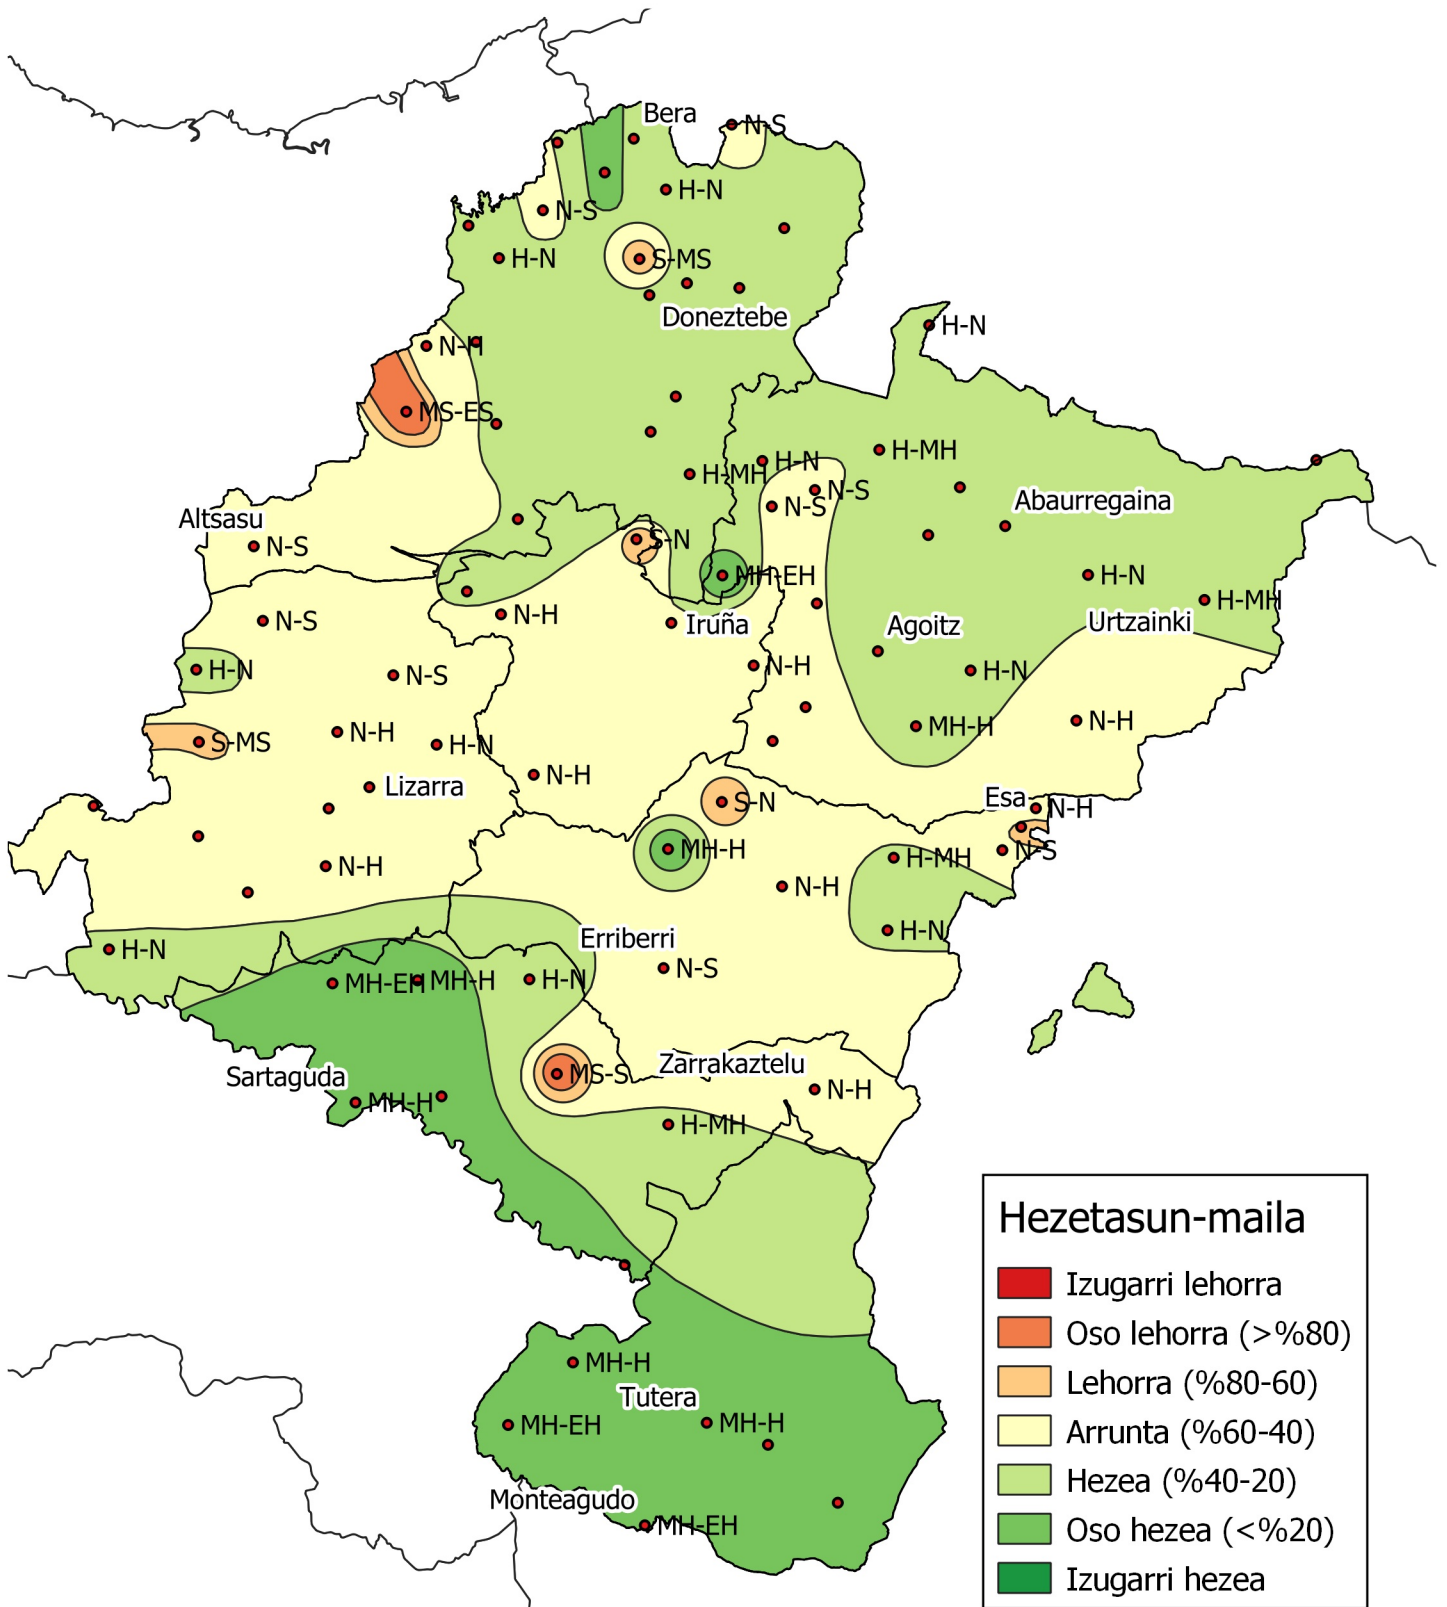 Bera
N-S
H-N
N-S
H-N
S-MS
Doneztebe
H-N
N-H
MS-ES
H-MH
H-N
H-MH
N-S
N-S
Abaurregaina
Altsasu
N-S
S-N
MH-EH
H-N
H-MH
N-S
N-H
Iruña
Agoitz
Urtzainki
H-N
N-S
N-H
H-N
S-MS
N-H
H-N
MH-H
N-H
Lizarra
N-H
S-N
Esa
N-H
MH-H
N-S
H-MH
N-H
N-H
H-N
Erriberri
H-N
N-S
MH-EH
MH-H
H-N
Sartaguda
MS-S
Zarrakaztelu
N-H
MH-H
H-MH
MH-H
Tutera
MH-EH
MH-H
Monteagudo
MH-EH
Hezetasun-maila
Izugarri lehorra
Oso lehorra (>%80)
Lehorra (%80-60)
Arrunta (%60-40)
Hezea (%40-20)
Oso hezea (<%20)
Izugarri hezea